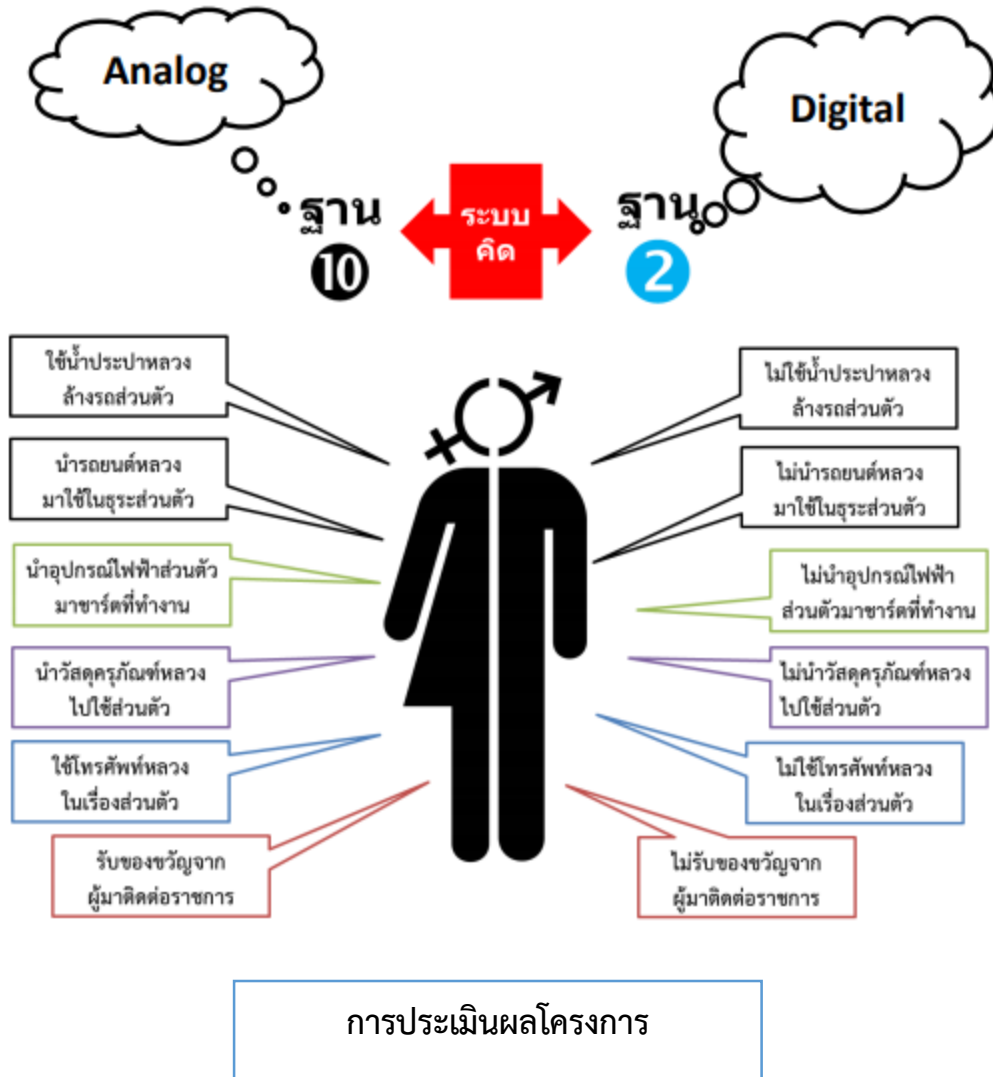 Analog
Digital
ฐาน
10
ระบบ
คิด
ฐาน
2
ใช้น้ำประปาหลวง
ล้างรถส่วนตัว
ไม่ใช้น้ำประปาหลวง
ล้างรถส่วนตัว
นำรถยนต์หลวง
มาใช้ในธุระส่วนตัว
ไม่นำรถยนต์หลวง
มาใช้ในธุระส่วนตัว
นำอุปกรณ์ไฟฟ้าส่วนตัว
มาชาร์ตที่ทำงาน
ไม่นำอุปกรณ์ไฟฟ้า
ส่วนตัวมาชาร์ตที่ทำงาน
นำวัสดุครุภัณฑ์หลวง
ไปใช้ส่วนตัว
ไม่นำวัสดุครุภัณฑ์หลวง
ไปใช้ส่วนตัว
ใช้โทรศัพท์หลวง
ในเรื่องส่วนตัว
ไม่ใช้โทรศัพท์หลวง
ในเรื่องส่วนตัว
รับของขวัญจาก
ผู้มาติดต่อราชการ
ไม่รับของขวัญจาก
ผู้มาติดต่อราชการ
การประเมินผลโครงการ